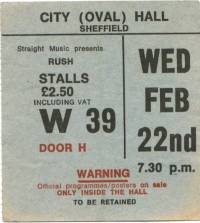 CITY (OVAL) HALL
SHEFFIELD
Straight Music presents
RUSH
STALLS
£2.50
INCLUDING VAT
W 39
DOOR H
WED
FEB
22nd
7.30 p.m.
WARNING
Official programmes/posters on sale
ONLY INSIDE THE HALL
TO BE RETAINED